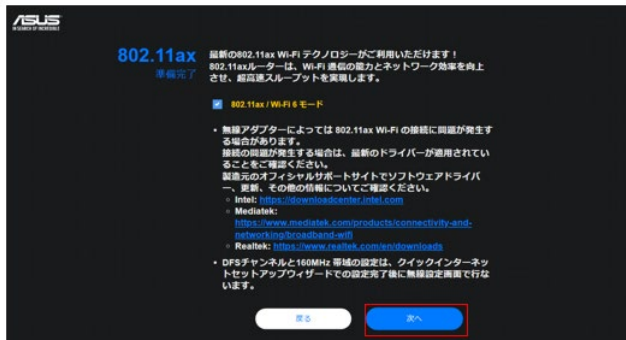 ASUS
IN SEARCH OF INCREDIBLE
802.11ax
準備完了
最新の802.11ax Wi-Fi テクノロジーがご利用いただけます！
802.11axルーターは、Wi-Fi 通信の能力とネットワーク効率を向上
させ、超高速スループットを実現します。
802.11ax / Wi-Fi 6 モード
• 無線アダプターによっては 802.11ax Wi-Fi の接続に問題が発生す
る場合があります。
接続の問題が発生する場合は、最新のドライバーが適用されてい
ることをご確認ください。
製造元のオフィシャルサポートサイトでソフトウェアドライバ
ー、更新、その他の情報についてご確認ください。
◦ Intel: https://downloadcenter.intel.com
◦ Mediatek:
https://www.mediatek.com/products/connectivity-and-
networking/broadband-wifi
◦ Realtek: https://www.realtek.com/en/downloads
• DFSチャンネルと160MHz 帯域の設定は、クイックインターネッ
トセットアップウィザードでの設定完了後に無線設定画面で行な
います。
戻る
次へ